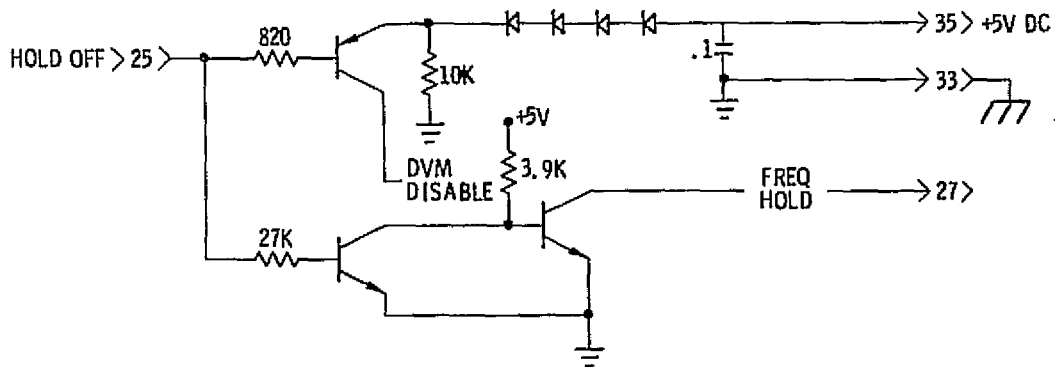 820
35 +5V DC
HOLD OFF 25
.1
10K
33
+5V
DVM
DISABLE
3.9K
FREQ
HOLD
27
27K